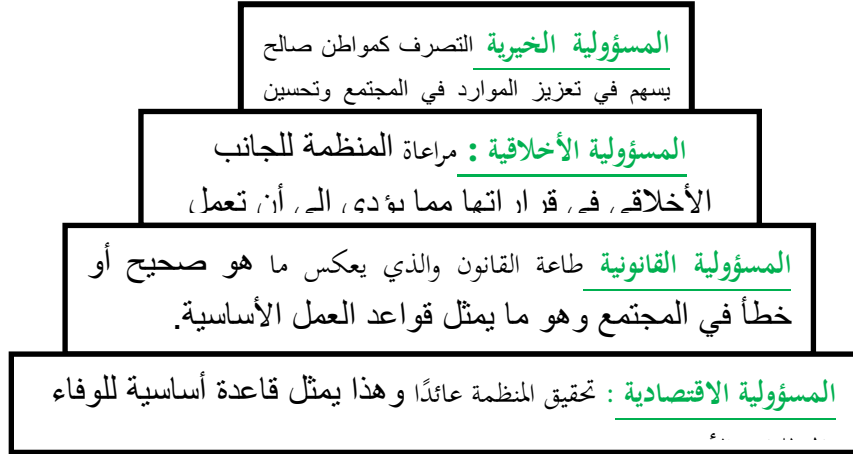 المسؤولية الخيرية التصرف كمواطن صالح
يسهم في تعزيز الموارد في المجتمع وتحسين
المسؤولية الأخلاقية : مراعاة المنظمة للجانب
الأخلاقي في قراراتها مما يؤدي الى أن تعمل
المسؤولية القانونية طاعة القانون والذي يعكس ما هو صحيح أو
خطأ في المجتمع وهو ما يمثل قواعد العمل الأساسية.
المسؤولية الاقتصادية : تحقيق المنظمة عائدًا وهذا يمثل قاعدة أساسية للوفاء